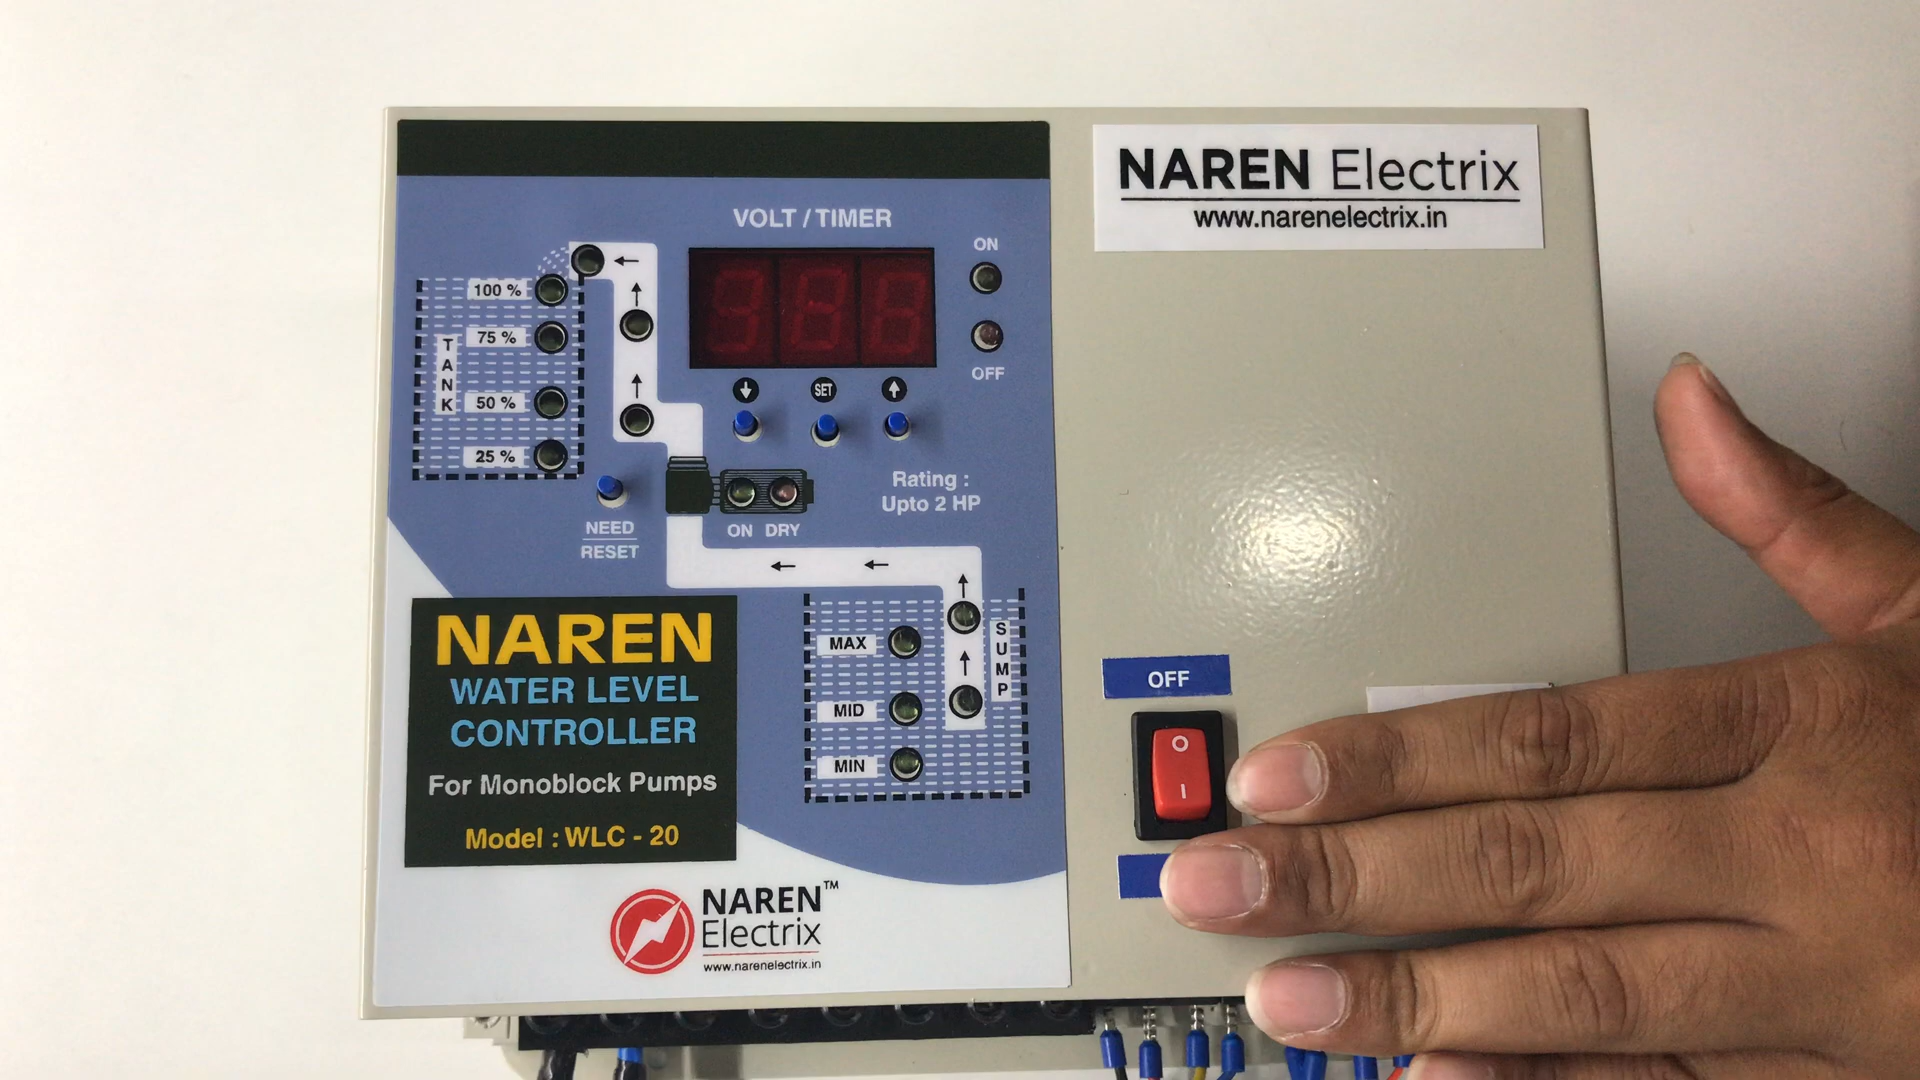 VOLT / TIMER
ON
OFF
100 %
75 %
50 %
25 %
TANK
SET
Rating :
Upto 2 HP
NEED
RESET
ON DRY
MAX
MID
MIN
SUMP
NAREN
WATER LEVEL
CONTROLLER
For Monoblock Pumps
Model : WLC - 20
NAREN™
Electrix
www.narenelectrix.in
NAREN Electrix
www.narenelectrix.in
OFF
O
I